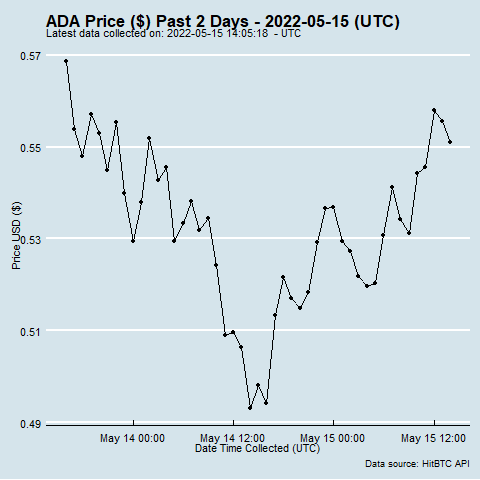 ADA Price ($) Past 2 Days - 2022-05-15 (UTC)
Latest data collected on: 2022-05-15 14:05:18 - UTC
0.57
0.55
0.53
0.51
0.49
Price USD ($)
May 14 00:00
May 14 12:00
May 15 00:00
May 15 12:00
Date Time Collected (UTC)
Data source: HitBTC API